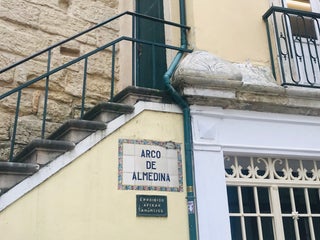 ARCO
DE
ALMEDINA
PROIBIDO
AFIXAR
ANÚNCIOS